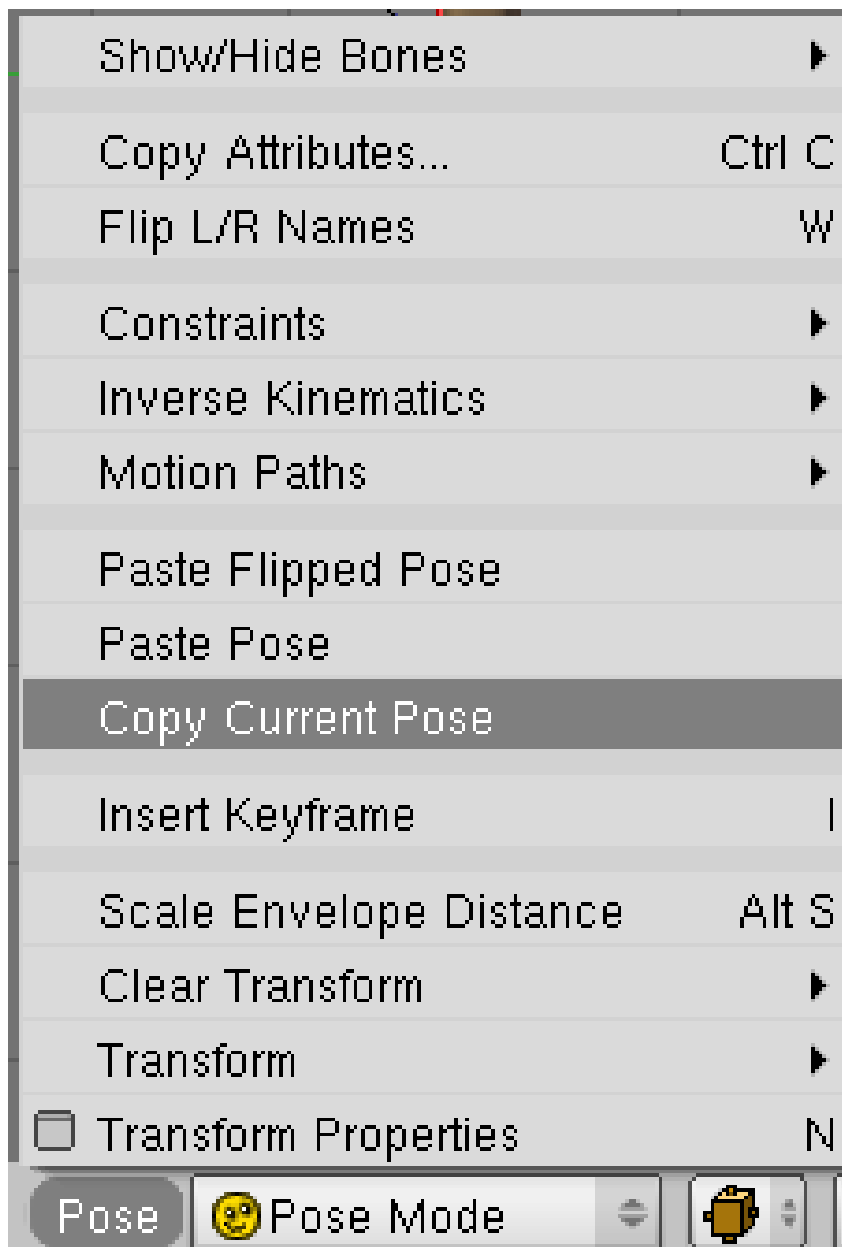 Show/Hide Bones
Copy Attributes... Ctrl C
Flip L/R Names W
Constraints
Inverse Kinematics
Motion Paths
Paste Flipped Pose
Paste Pose
Copy Current Pose
Insert Keyframe I
Scale Envelope Distance Alt S
Clear Transform
Transform
Transform Properties N
Pose Pose Mode